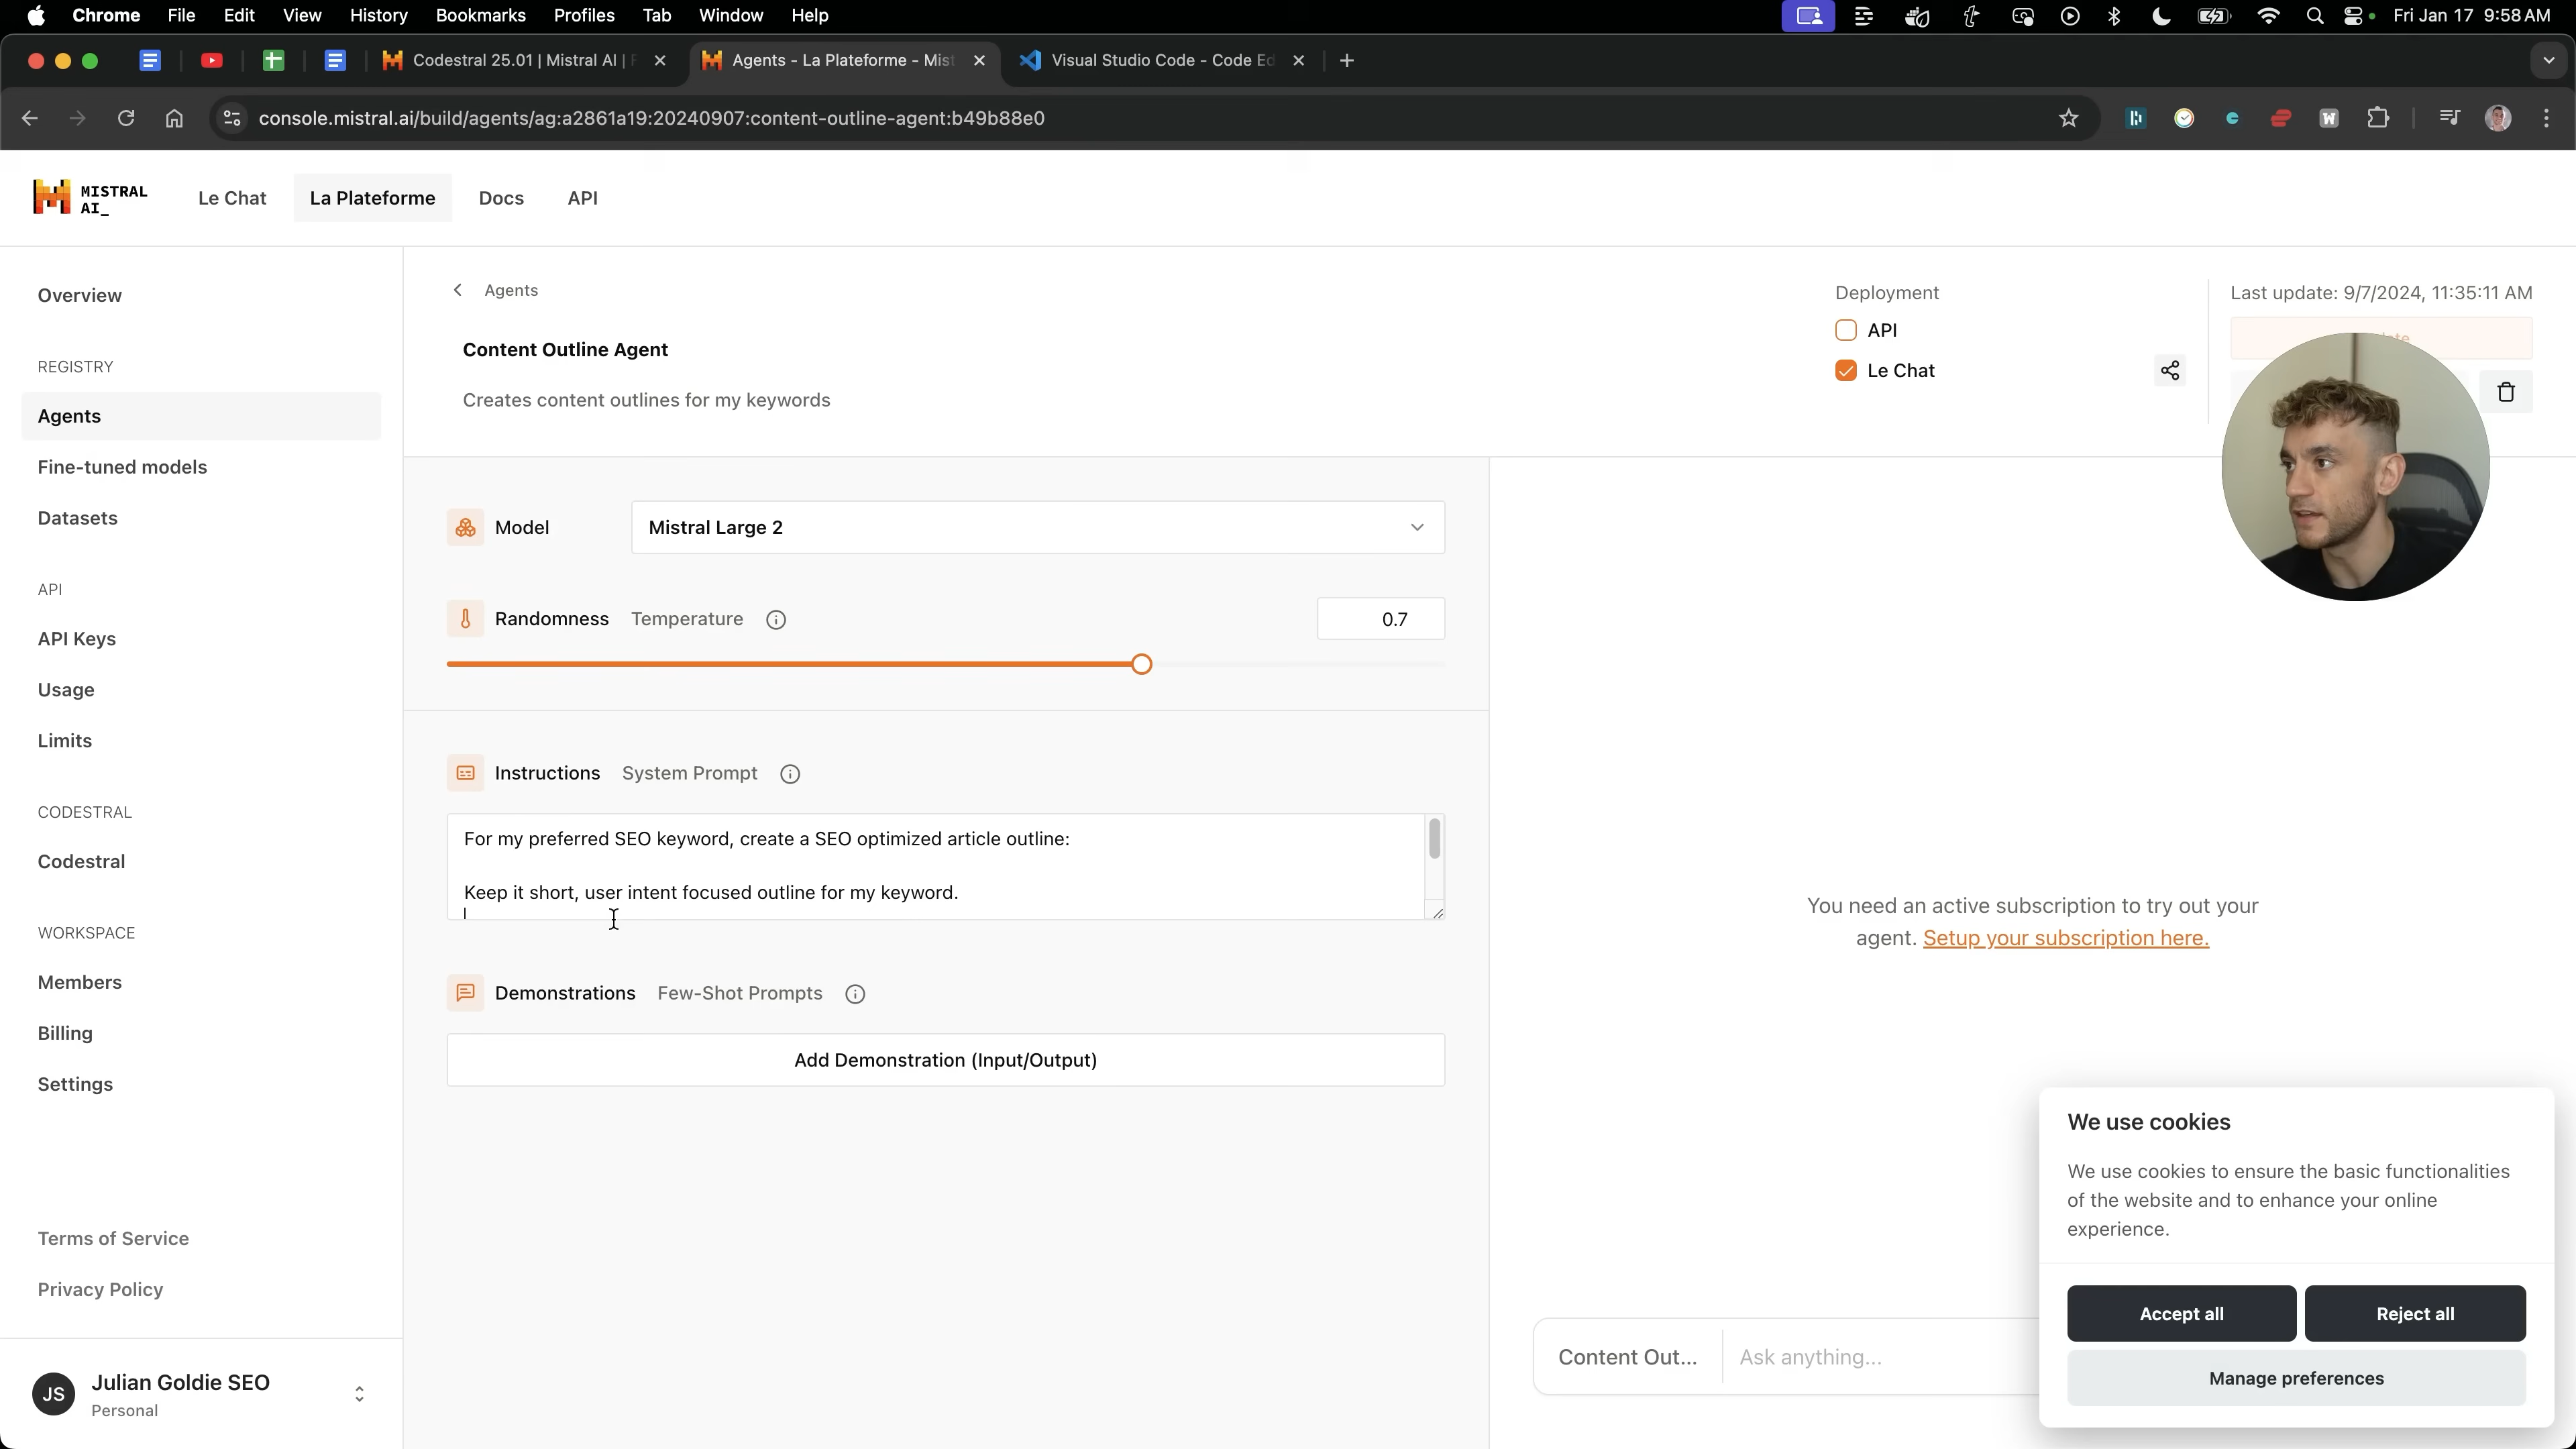 Chrome File Edit View History Bookmarks Profiles Tab Window Help
Fri Jan 17 9:58 AM
Codestral 25.01 | Mistral AI |
Agents - La Plateforme - Mist
Visual Studio Code - Code Ed
console.mistral.ai/build/agents/ag:a2861a19:20240907:content-outline-agent:b49b88e0
MISTRAL
AI_
Le Chat
La Plateforme
Docs
API
Overview
REGISTRY
Agents
Fine-tuned models
Datasets
API
API Keys
Usage
Limits
CODESTRAL
Codestral
WORKSPACE
Members
Billing
Settings
Terms of Service
Privacy Policy
JS
Julian Goldie SEO
Personal
Agents
Content Outline Agent
Creates content outlines for my keywords
Deployment
API
Le Chat
Last update: 9/7/2024, 11:35:11 AM
Model
Mistral Large 2
Randomness Temperature
0.7
Instructions System Prompt
For my preferred SEO keyword, create a SEO optimized article outline:
Keep it short, user intent focused outline for my keyword.
Demonstrations Few-Shot Prompts
Add Demonstration (Input/Output)
You need an active subscription to try out your
agent. Setup your subscription here.
Content Out...
Ask anything...
We use cookies
We use cookies to ensure the basic functionalities
of the website and to enhance your online
experience.
Accept all
Reject all
Manage preferences